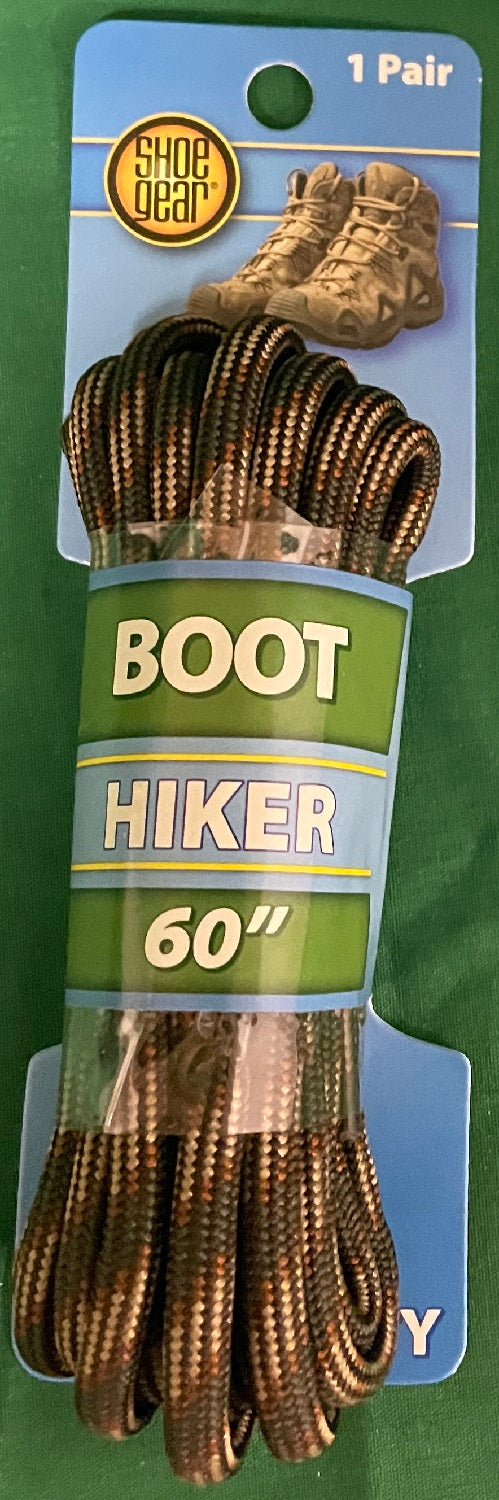 1 Pair
SHOE
gear®
BOOT
HIKER
60"